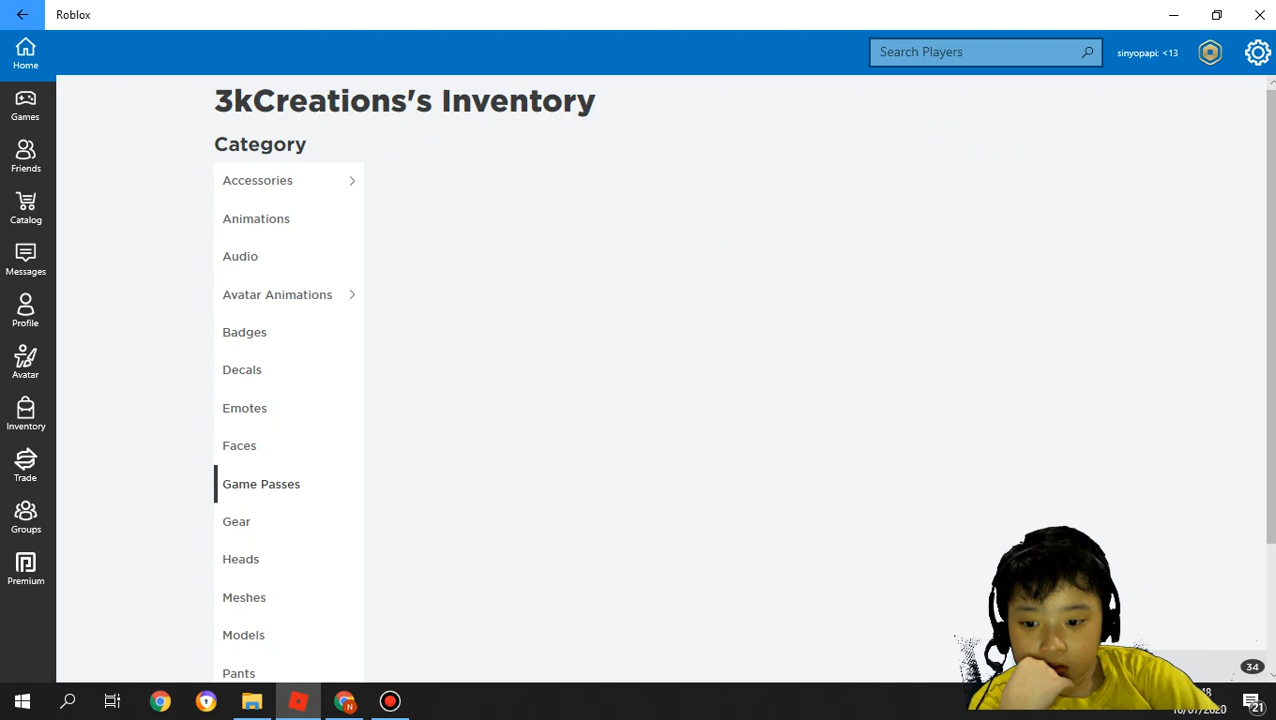 Roblox
Search Players
sinyopapi: <13
Home
Games
Friends
Catalog
Messages
Profile
Avatar
Inventory
Trade
Groups
Premium
3kCreations's Inventory
Category
Accessories
Animations
Audio
Avatar Animations
Badges
Decals
Emotes
Faces
Game Passes
Gear
Heads
Meshes
Models
Pants
34
21